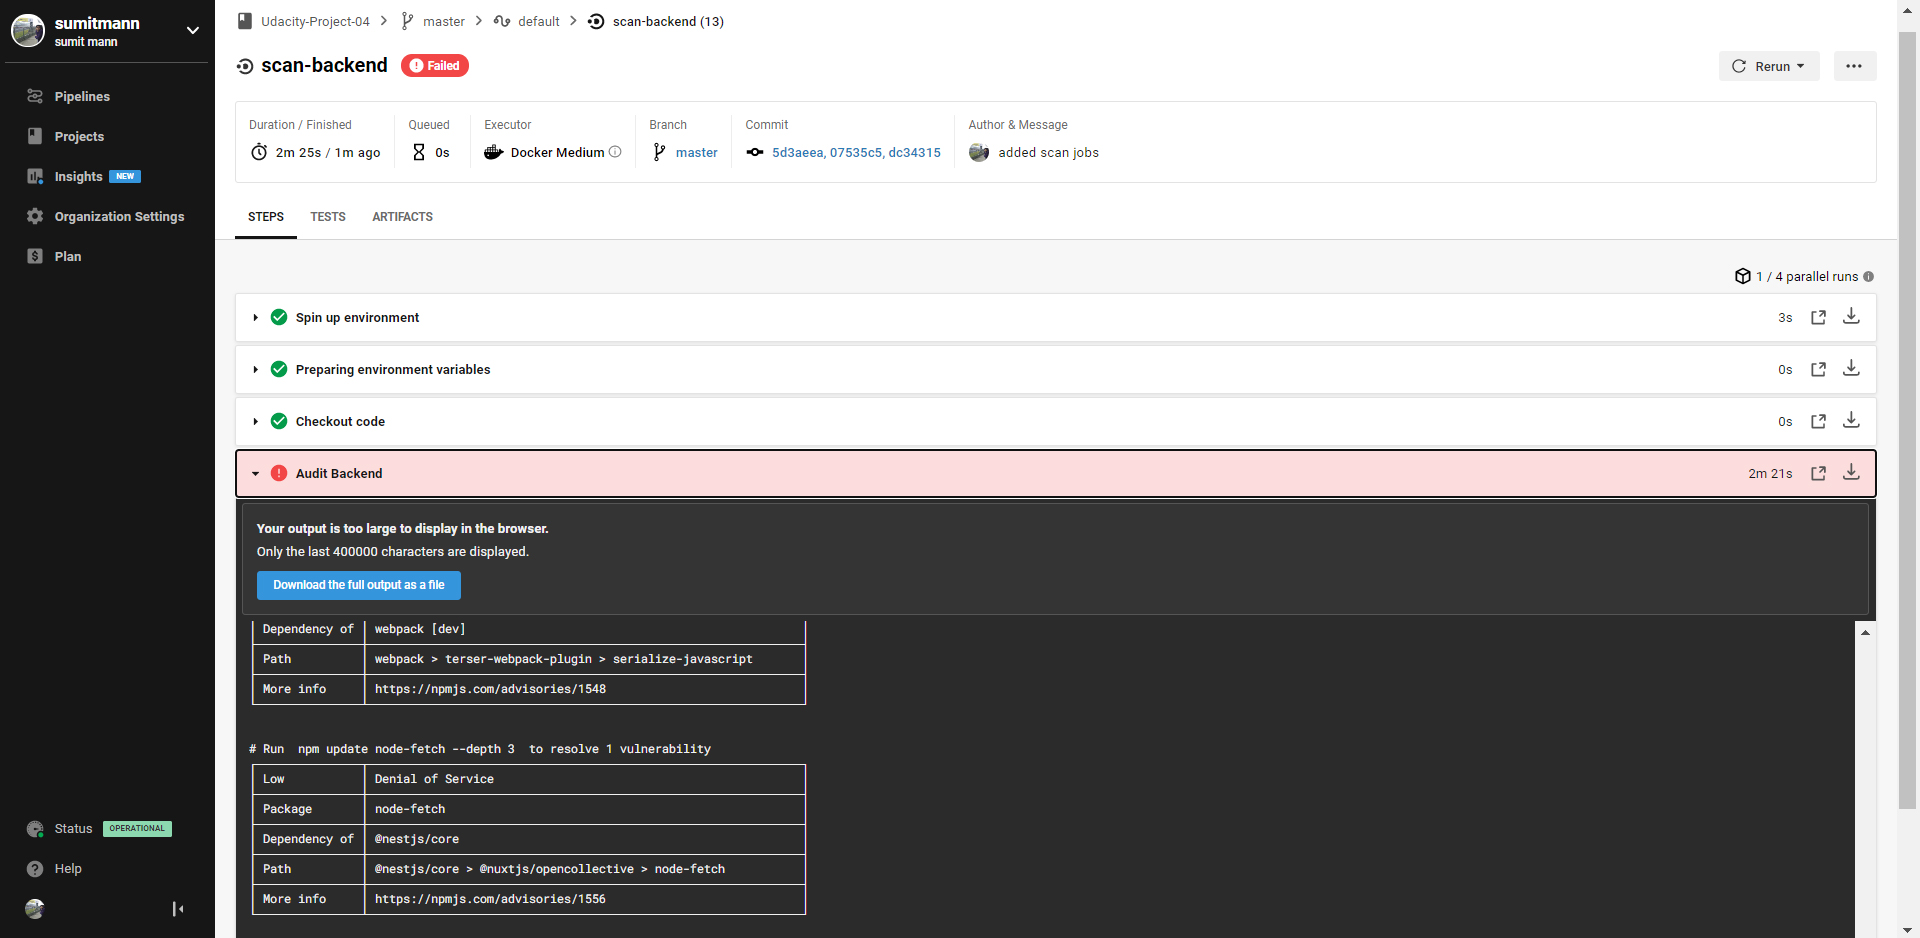 sumitmann
sumit mann
Pipelines
Projects
Insights NEW
Organization Settings
Plan
Status OPERATIONAL
Help
Udacity-Project-04 master default scan-backend (13)
scan-backend Failed
Rerun
Duration / Finished Queued Executor Branch Commit Author & Message
2m 25s / 1m ago 0s Docker Medium master 5d3aeea, 07535c5, dc34315 added scan jobs
STEPS TESTS ARTIFACTS
1 / 4 parallel runs
Spin up environment 3s
Preparing environment variables 0s
Checkout code 0s
Audit Backend 2m 21s
Your output is too large to display in the browser.
Only the last 400000 characters are displayed.
Download the full output as a file
Dependency of webpack [dev]
Path webpack > terser-webpack-plugin > serialize-javascript
More info https://npmjs.com/advisories/1548
# Run  npm update node-fetch --depth 3  to resolve 1 vulnerability
Low Denial of Service
Package node-fetch
Dependency of @nestjs/core
Path @nestjs/core > @nuxtjs/opencollective > node-fetch
More info https://npmjs.com/advisories/1556